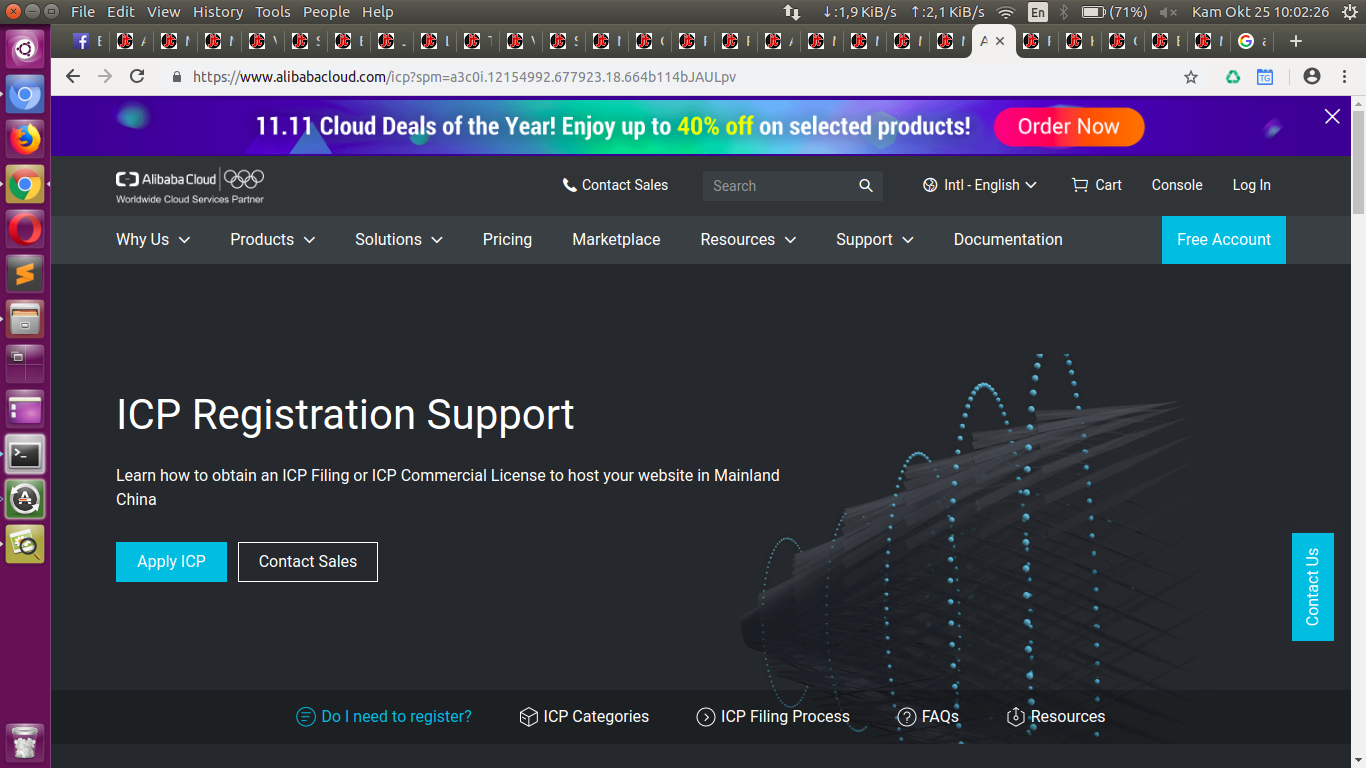 File Edit View History Tools People Help
↓:1,9 KiB/s ↑:2,1 KiB/s En (71%) Kam Okt 25 10:02:26
https://www.alibabacloud.com/icp?spm=a3c0i.12154992.677923.18.664b114bJAULpv
11.11 Cloud Deals of the Year! Enjoy up to 40% off on selected products! Order Now
Alibaba Cloud
Worldwide Cloud Services Partner
Contact Sales Search Intl - English Cart Console Log In
Why Us Products Solutions Pricing Marketplace Resources Support Documentation Free Account
ICP Registration Support
Learn how to obtain an ICP Filing or ICP Commercial License to host your website in Mainland
China
Apply ICP Contact Sales
Contact Us
Do I need to register? ICP Categories ICP Filing Process FAQs Resources